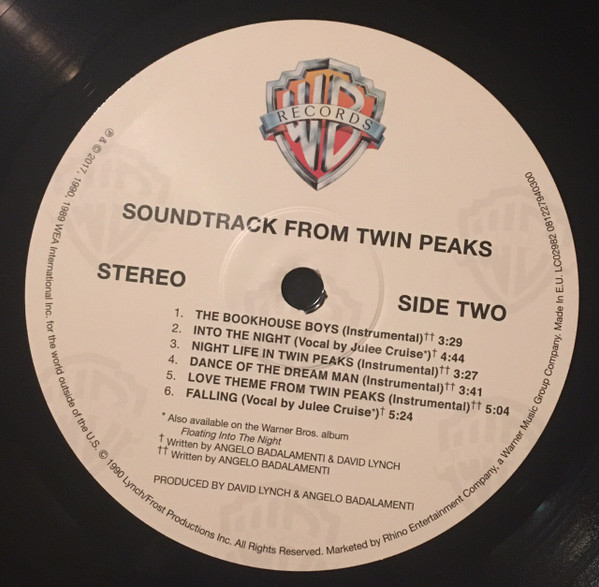 WB
RECORDS
SOUNDTRACK FROM TWIN PEAKS
STEREO
SIDE TWO
1. THE BOOKHOUSE BOYS (Instrumental)†† 3:29
2. INTO THE NIGHT (Vocal by Julee Cruise*)† 4:44
3. NIGHT LIFE IN TWIN PEAKS (Instrumental)†† 3:27
4. DANCE OF THE DREAM MAN (Instrumental)†† 3:41
5. LOVE THEME FROM TWIN PEAKS (Instrumental)†† 5:04
6. FALLING (Vocal by Julee Cruise*)† 5:24
* Also available on the Warner Bros. album
Floating Into The Night
† Written by ANGELO BADALAMENTI & DAVID LYNCH
†† Written by ANGELO BADALAMENTI
PRODUCED BY DAVID LYNCH & ANGELO BADALAMENTI
℗ & © 2017, 1990, 1989 WEA International Inc. for the world outside of the U.S. © 1990 Lynch/Frost Productions Inc. All Rights Reserved. Marketed by Rhino Entertainment Company, a Warner Music Group Company. Made in E.U. LC02982 081227940300